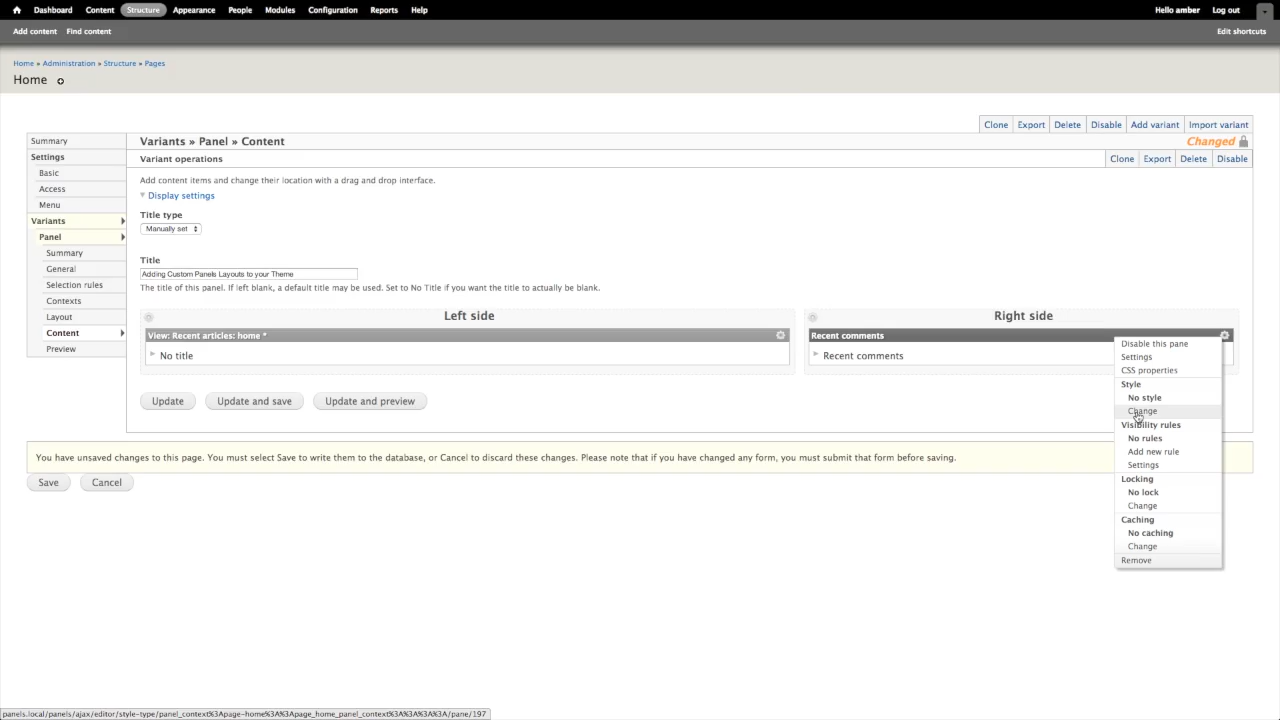 Dashboard Content Structure Appearance People Modules Configuration Reports Help Hello amber Log out
Add content Find content Edit shortcuts
Home » Administration » Structure » Pages
Home
Clone Export Delete Disable Add variant Import variant
Summary
Settings
Basic
Access
Menu
Variants
Panel
Summary
General
Selection rules
Contexts
Layout
Content
Preview
Variants » Panel » Content Changed
Variant operations Clone Export Delete Disable
Add content items and change their location with a drag and drop interface.
Display settings
Title type
Manually set
Title
Adding Custom Panels Layouts to your Theme
The title of this panel. If left blank, a default title may be used. Set to No Title if you want the title to actually be blank.
Left side
View: Recent articles: home *
No title
Right side
Recent comments
Recent comments
Disable this pane
Settings
CSS properties
Style
No style
Change
Visibility rules
No rules
Add new rule
Settings
Locking
No lock
Change
Caching
No caching
Change
Remove
Update Update and save Update and preview
You have unsaved changes to this page. You must select Save to write them to the database, or Cancel to discard these changes. Please note that if you have changed any form, you must submit that form before saving.
Save Cancel
panels.local/panels/ajax/editor/style-type/panel_context%3Apage-home%3A%3Apage_home_panel_context%3A%3A%3A%3A/pane/197